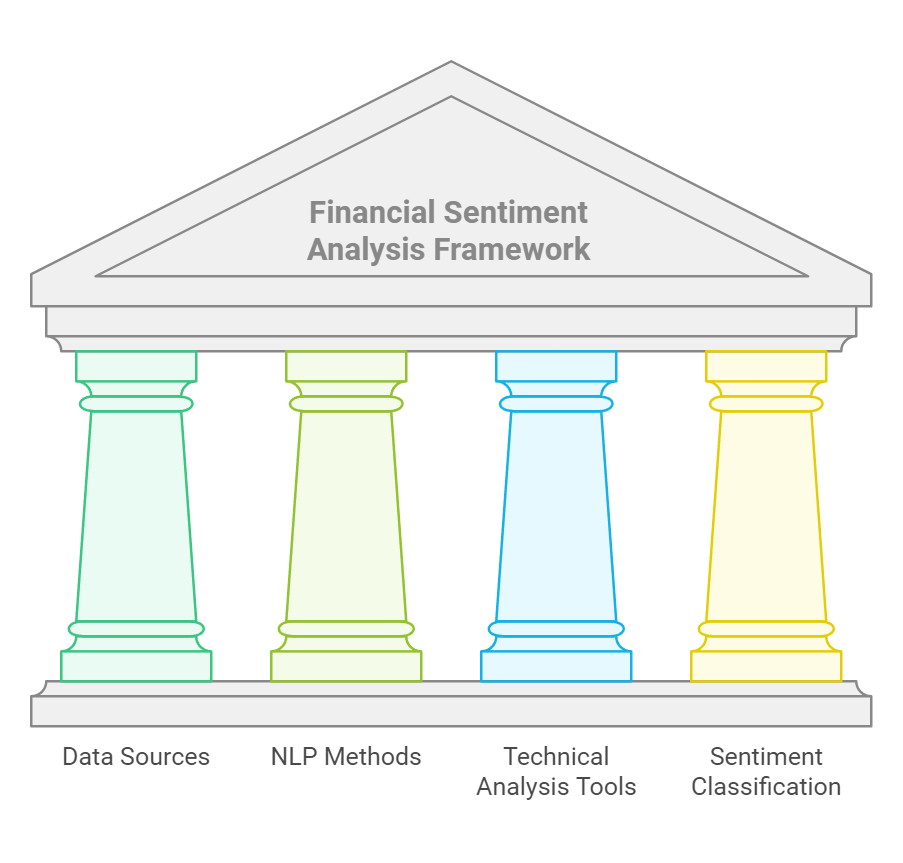 Financial Sentiment
Analysis Framework
Data Sources
NLP Methods
Technical
Analysis Tools
Sentiment
Classification